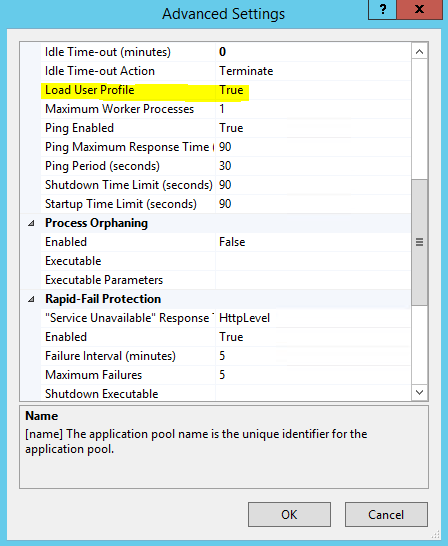 Advanced Settings
?
x
Idle Time-out (minutes) 0
Idle Time-out Action Terminate
Load User Profile True
Maximum Worker Processes 1
Ping Enabled True
Ping Maximum Response Time ( 90
Ping Period (seconds) 30
Shutdown Time Limit (seconds) 90
Startup Time Limit (seconds) 90
Process Orphaning
Enabled False
Executable
Executable Parameters
Rapid-Fail Protection
"Service Unavailable" Response T HttpLevel
Enabled True
Failure Interval (minutes) 5
Maximum Failures 5
Shutdown Executable
Name
[name] The application pool name is the unique identifier for the
application pool.
OK Cancel